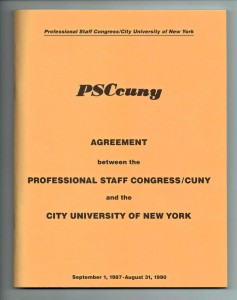 Professional Staff Congress/City University of New York
PSCcuny
AGREEMENT
between the
PROFESSIONAL STAFF CONGRESS/CUNY
and the
CITY UNIVERSITY OF NEW YORK
September 1, 1987-August 31, 1990